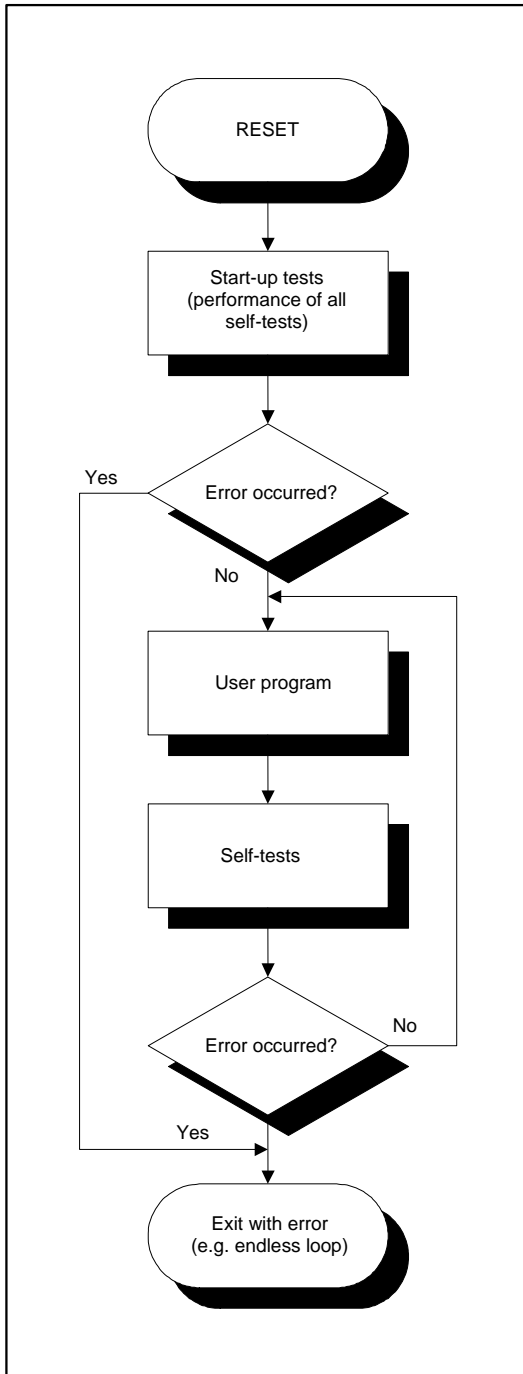 RESET
Start-up tests
(performance of all
self-tests)
Yes
Error occurred?
No
User program
Self-tests
Error occurred?
No
Yes
Exit with error
(e.g. endless loop)